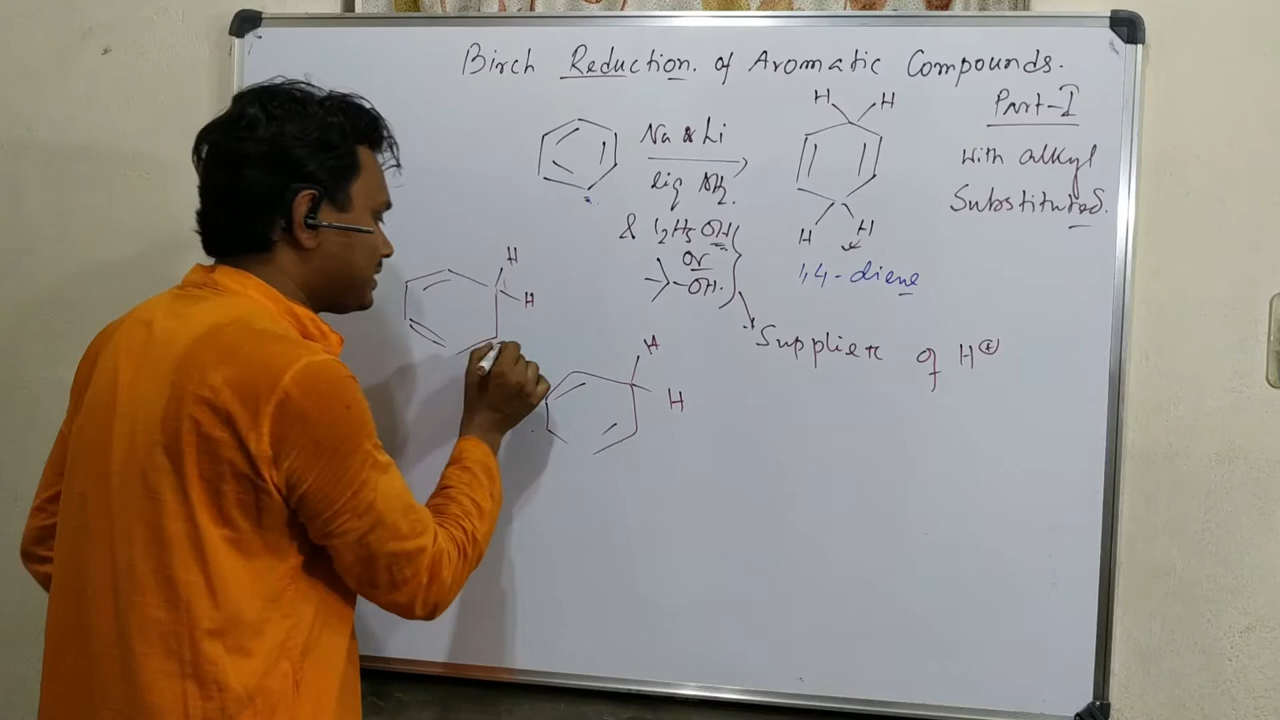 Birch Reduction. of Aromatic Compounds.
Part-I
With alkyl
Substituted.
Na & Li
liq NH3.
& C2H5OH
Or
-OH.
H H
H H
1,4-diene
Supplier of H⊕
H
H
H
H